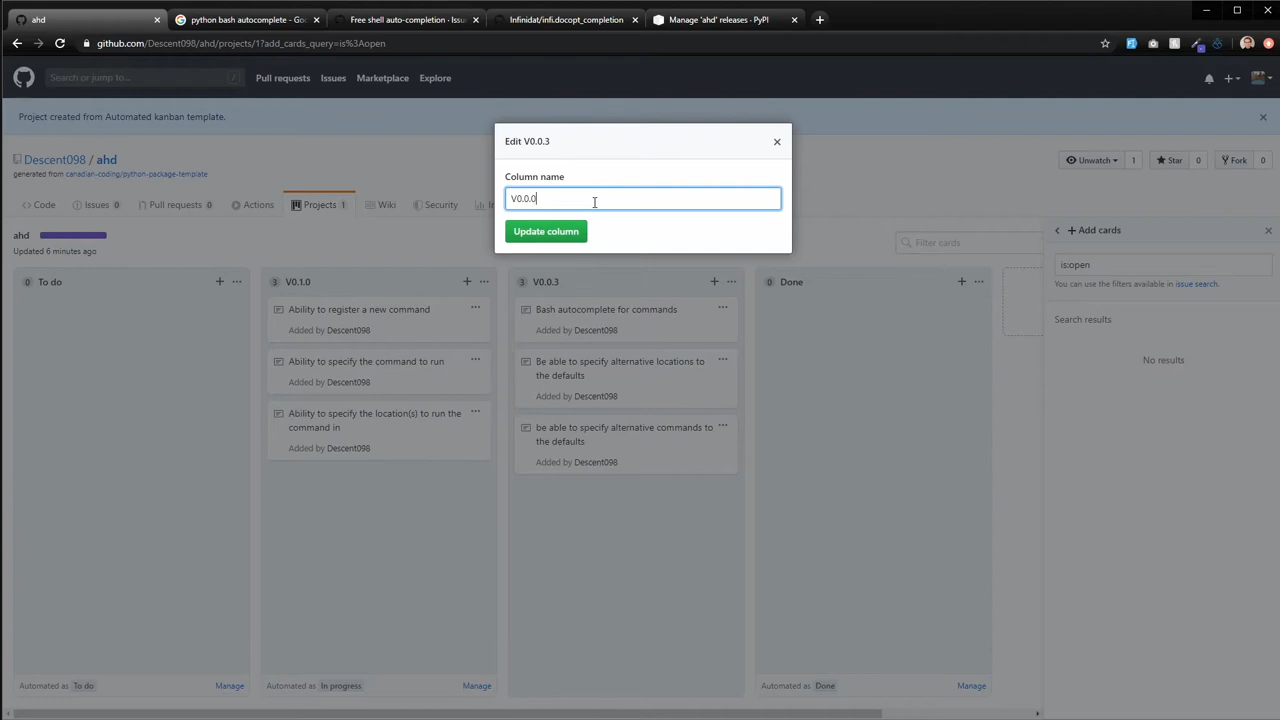 ahd
python bash autocomplete - Goo
Free shell auto-completion · Issu
Infinidat/infi.docopt_completion
Manage 'ahd' releases · PyPI
github.com/Descent098/ahd/projects/1?add_cards_query=is%3Aopen
Search or jump to...
/
Pull requests
Issues
Marketplace
Explore
Project created from Automated kanban template.
Edit V0.0.3
Column name
V0.0.0
Update column
Descent098 / ahd
generated from canadian-coding/python-package-template
Unwatch
1
Star
0
Fork
0
Code
Issues 0
Pull requests 0
Actions
Projects 1
Wiki
Security
In
ahd
Updated 6 minutes ago
Filter cards
Add cards
is:open
You can use the filters available in issue search.
Search results
No results
0 To do
3 V0.1.0
Ability to register a new command
Added by Descent098
Ability to specify the command to run
Added by Descent098
Ability to specify the location(s) to run the
command in
Added by Descent098
3 V0.0.3
Bash autocomplete for commands
Added by Descent098
Be able to specify alternative locations to
the defaults
Added by Descent098
be able to specify alternative commands to
the defaults
Added by Descent098
0 Done
Automated as To do
Manage
Automated as In progress
Manage
Automated as Done
Manage